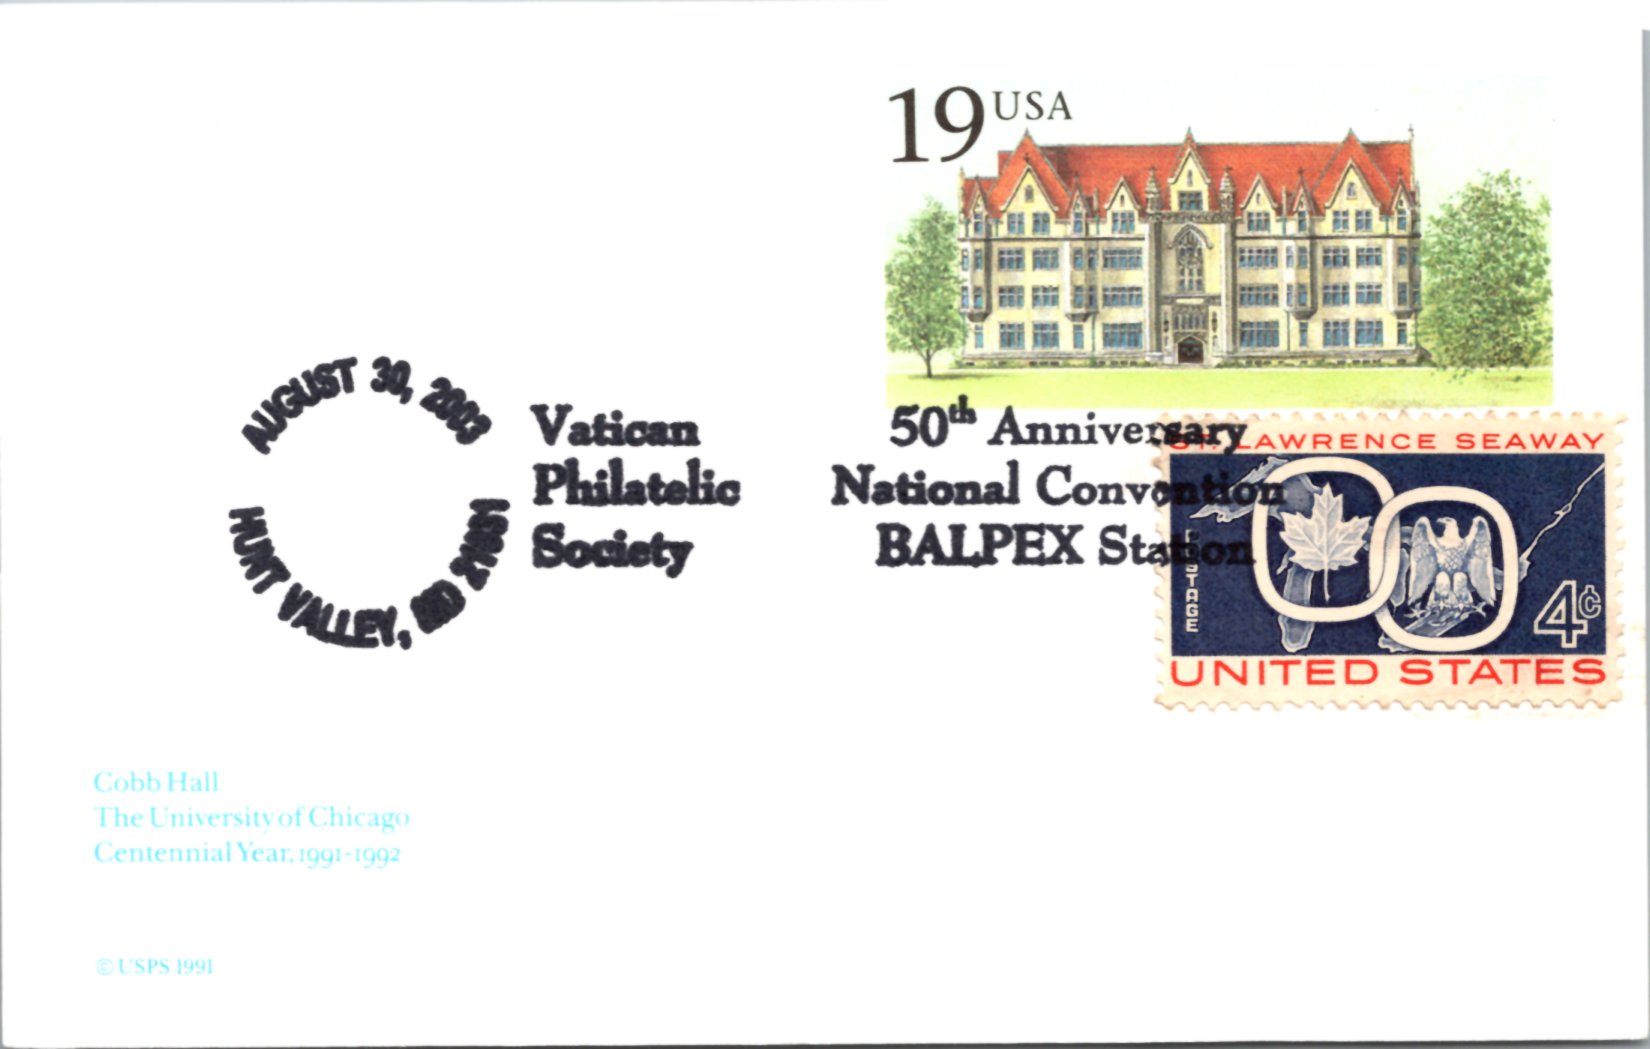 19 USA
AUGUST 30, 2003
HUNT VALLEY, MD 21031
Vatican
Philatelic
Society
50th Anniversary
National Convention
BALPEX Station
ST. LAWRENCE SEAWAY
POSTAGE
4¢
UNITED STATES
Cobb Hall
The University of Chicago
Centennial Year, 1991-1992
© USPS 1991